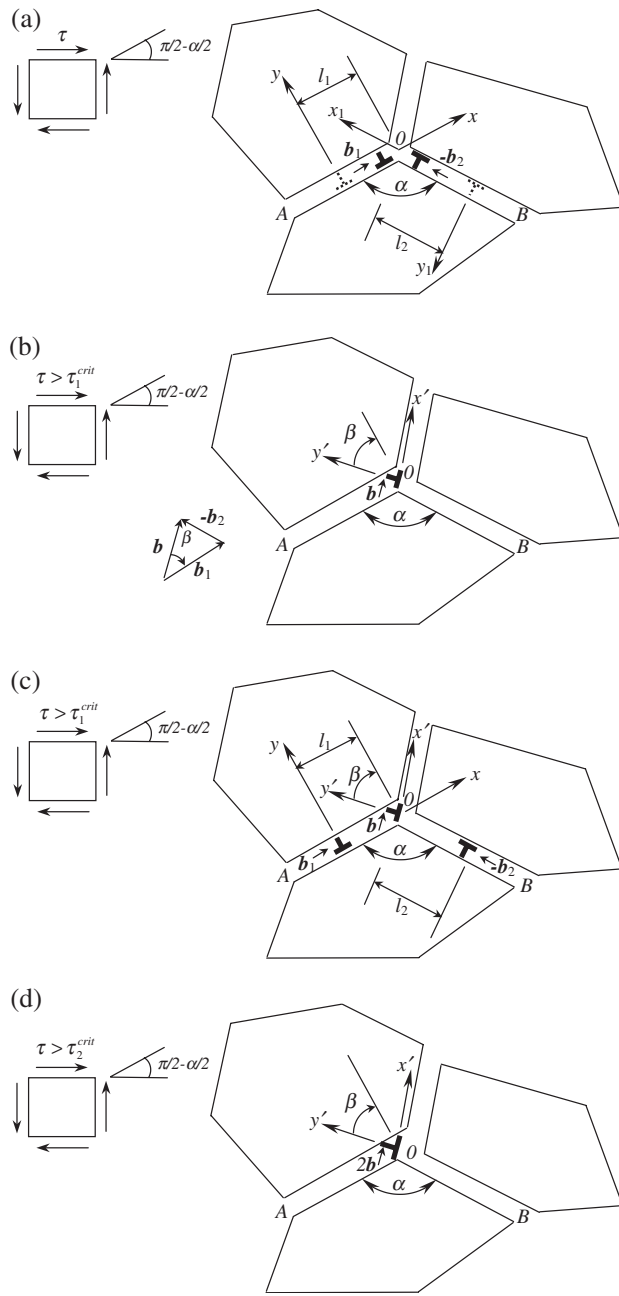 (a)
τ
π/2-α/2
y
l₁
x₁
0
x
b₁
-b₂
α
A
B
l₂
y₁
(b)
τ > τ₁ᶜʳⁱᵗ
π/2-α/2
x′
β
y′
0
b
α
A
B
-b₂
b
β
b₁
(c)
τ > τ₁ᶜʳⁱᵗ
π/2-α/2
y
l₁
x′
β
y′
0
x
b
b₁
α
-b₂
A
B
l₂
(d)
τ > τ₂ᶜʳⁱᵗ
π/2-α/2
x′
β
y′
0
2b
α
A
B